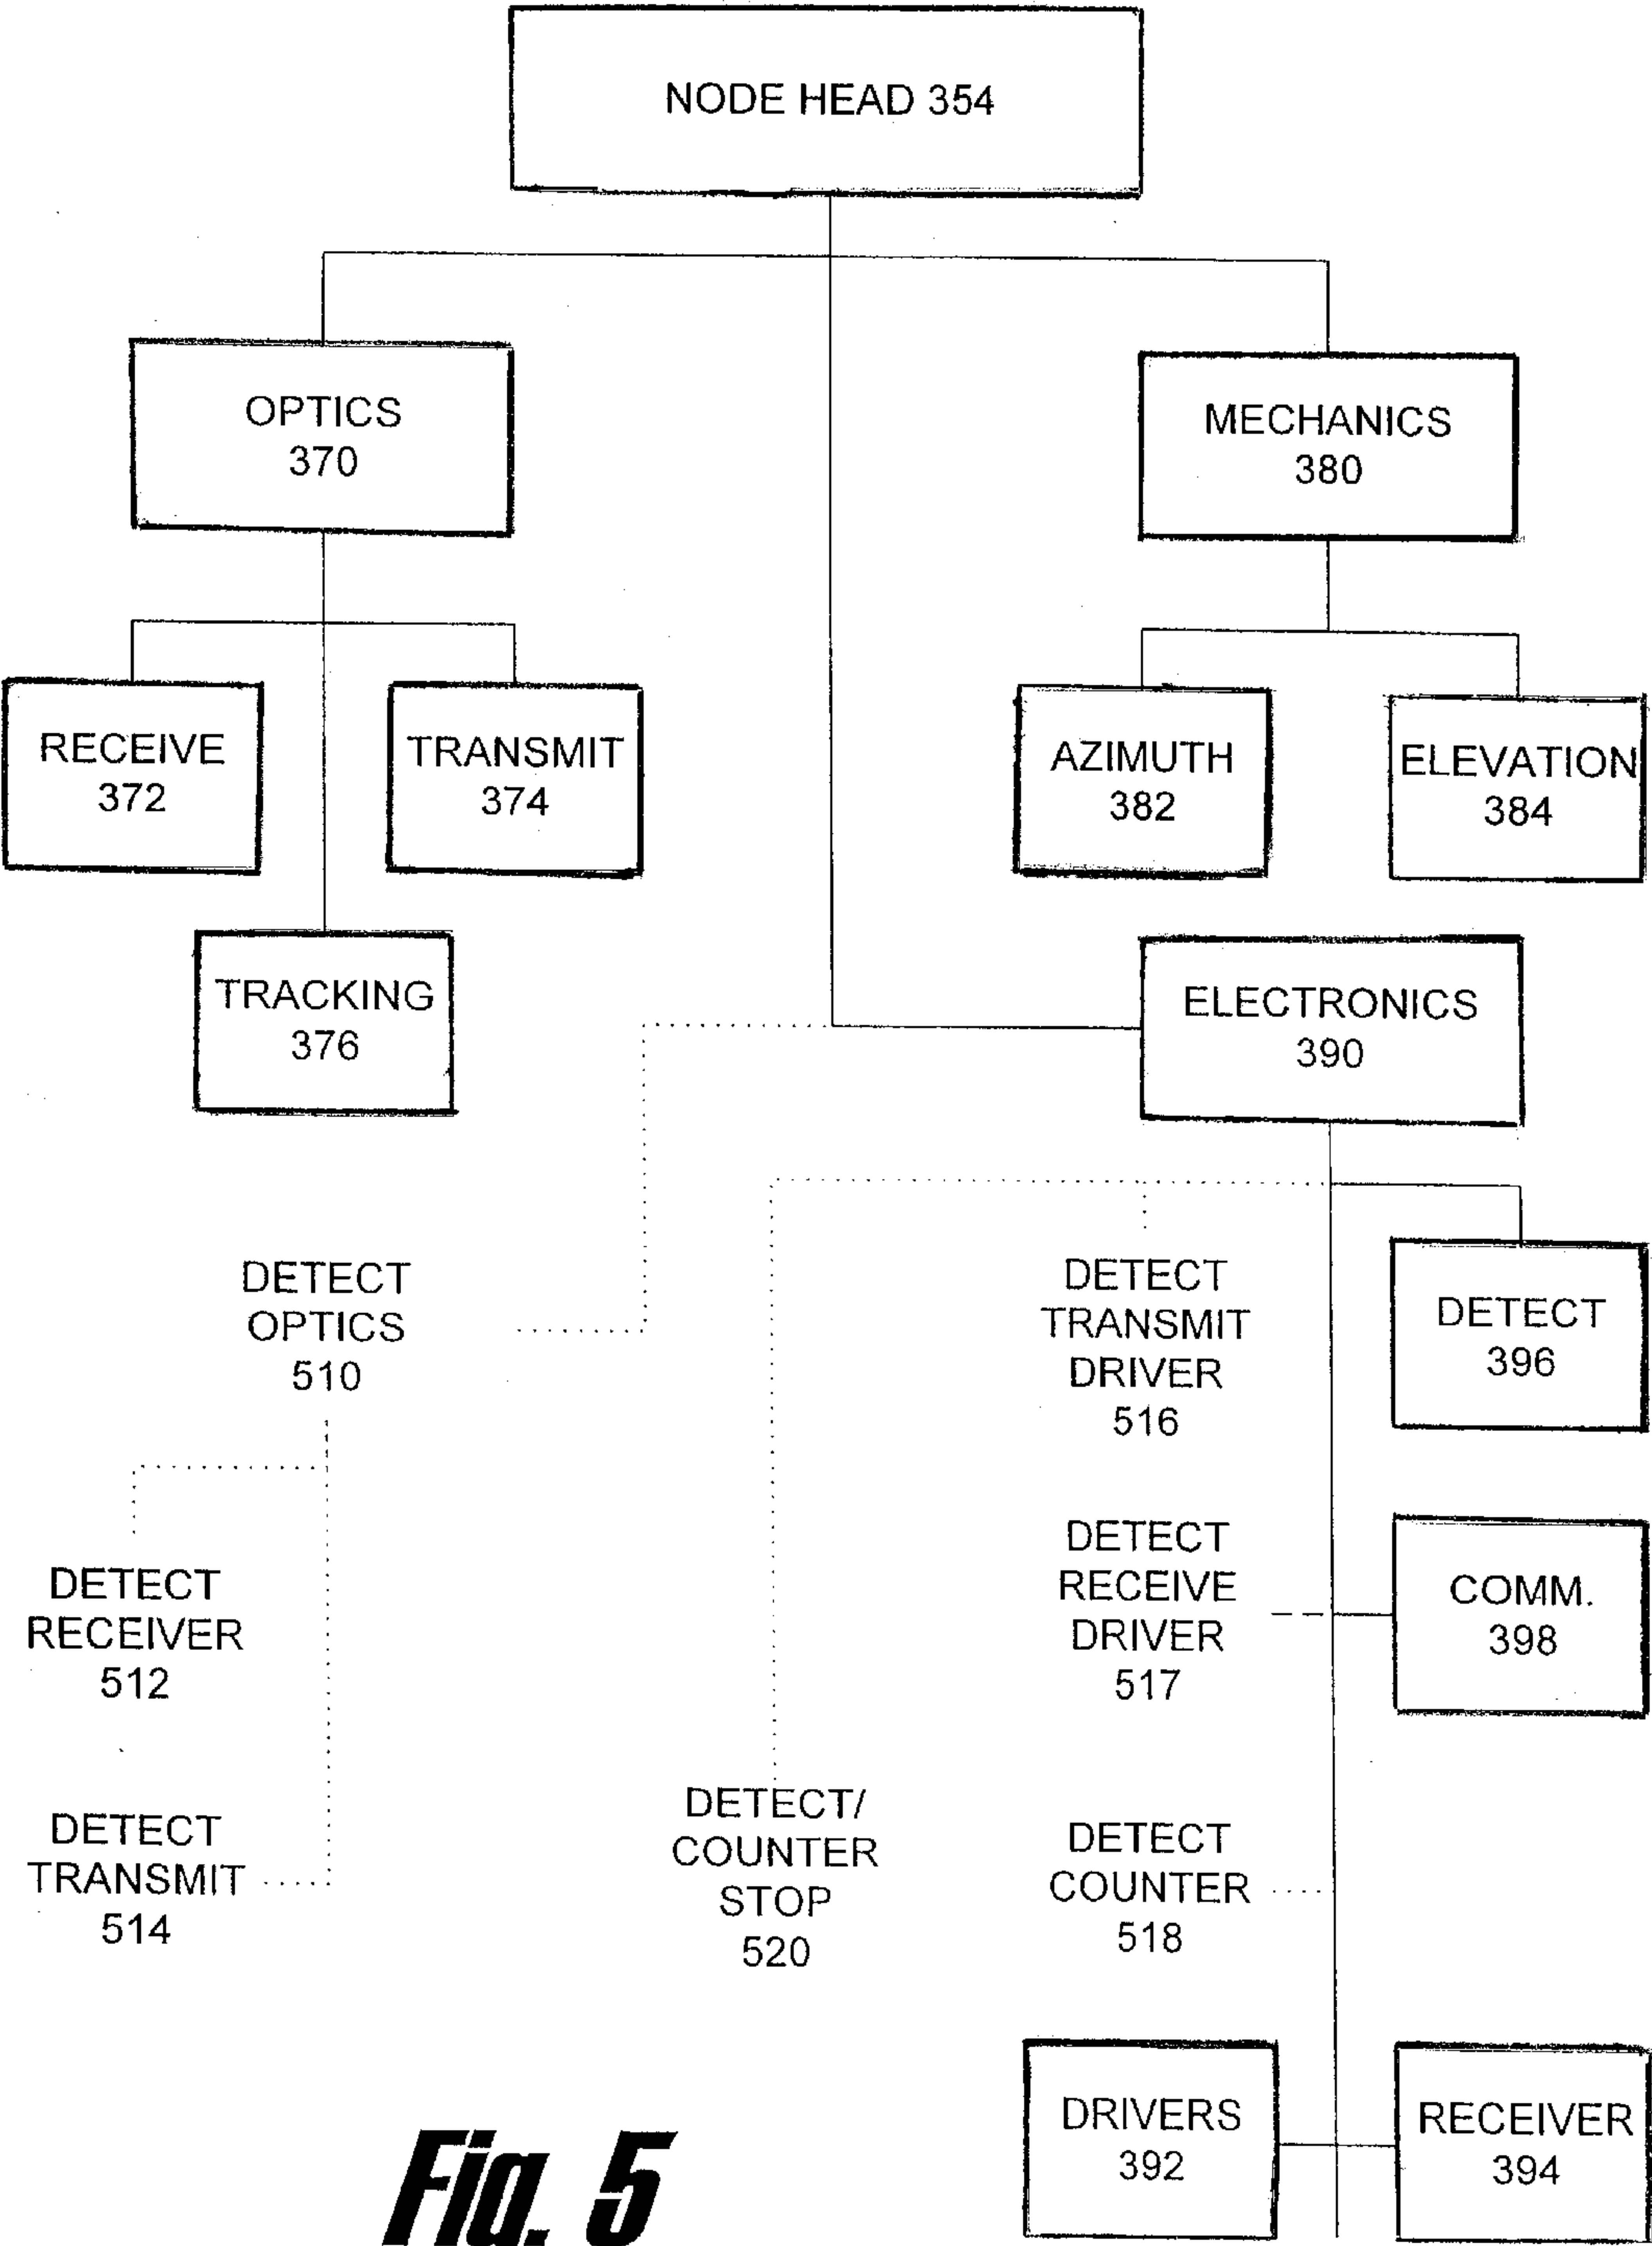 NODE HEAD 354
OPTICS
370
MECHANICS
380
RECEIVE
372
TRANSMIT
374
AZIMUTH
382
ELEVATION
384
TRACKING
376
ELECTRONICS
390
DETECT
OPTICS
510
DETECT
TRANSMIT
DRIVER
516
DETECT
396
DETECT
RECEIVER
512
DETECT
RECEIVE
DRIVER
517
COMM.
398
DETECT
TRANSMIT
514
DETECT/
COUNTER
STOP
520
DETECT
COUNTER
518
DRIVERS
392
RECEIVER
394
Fig. 5